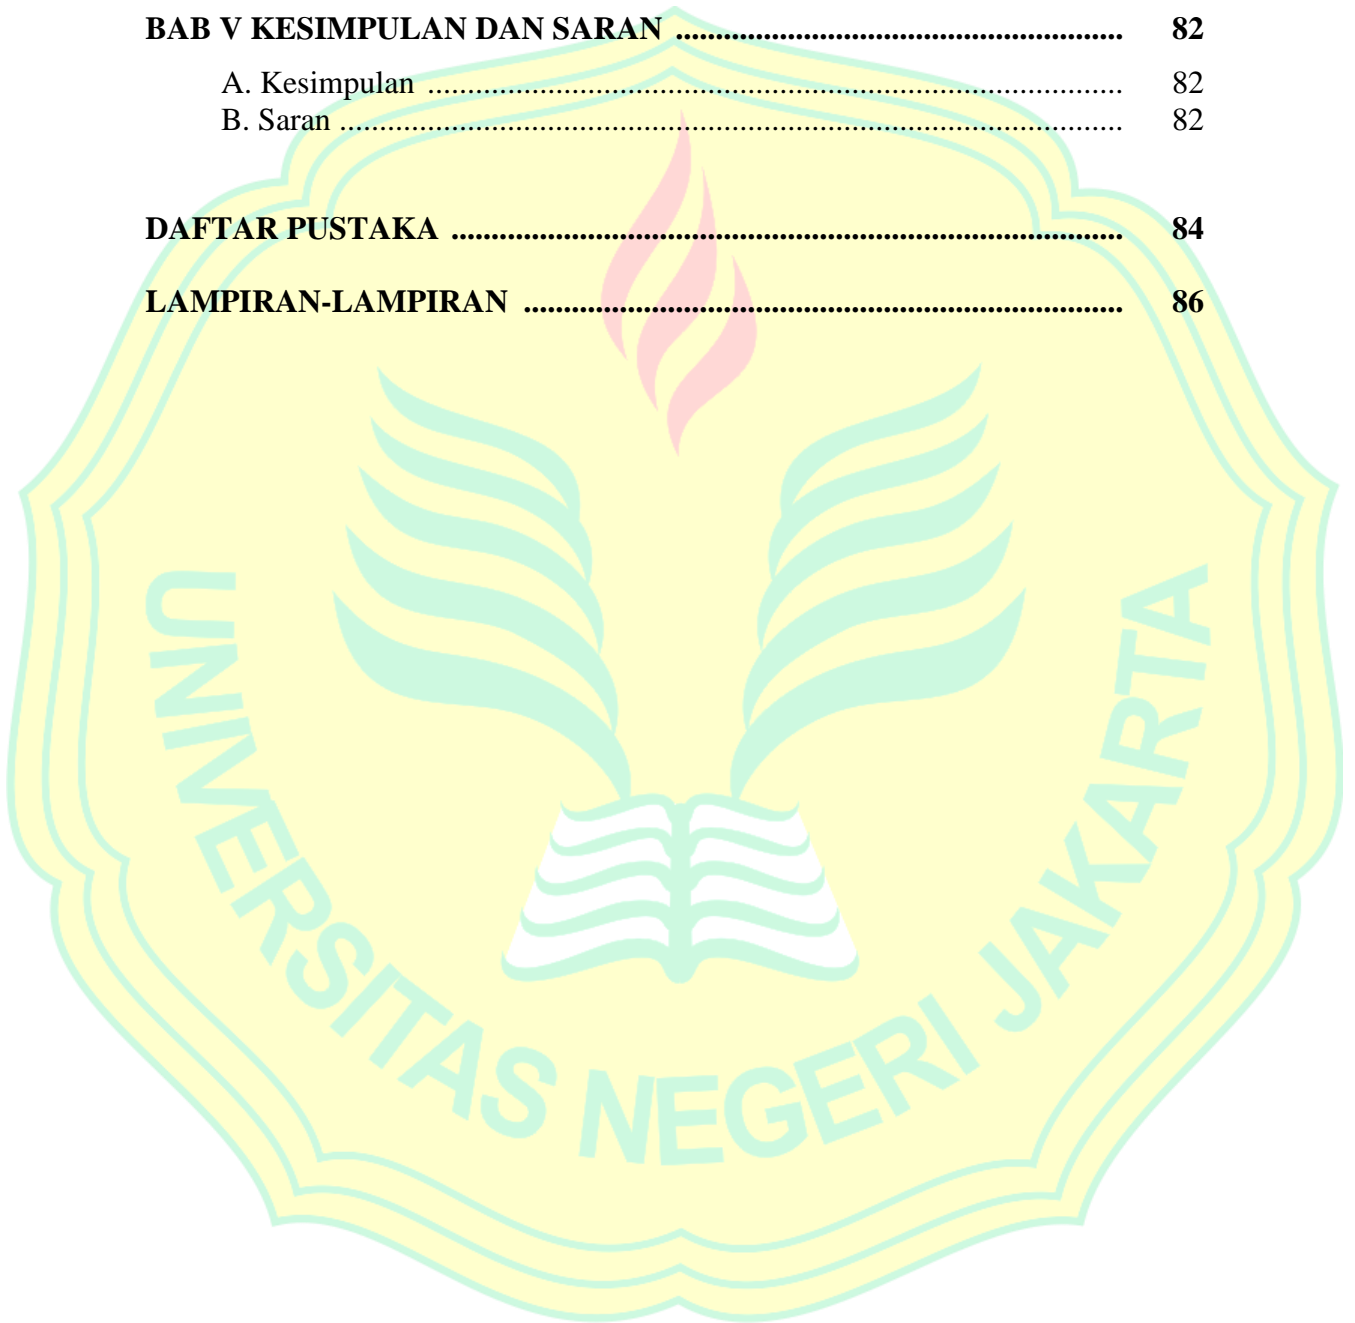 BAB V KESIMPULAN DAN SARAN ........................................................ 82
A. Kesimpulan ....................................................................................... 82
B. Saran .................................................................................................. 82
DAFTAR PUSTAKA .................................................................................... 84
LAMPIRAN-LAMPIRAN ........................................................................... 86
UNIVERSITAS NEGERI JAKARTA